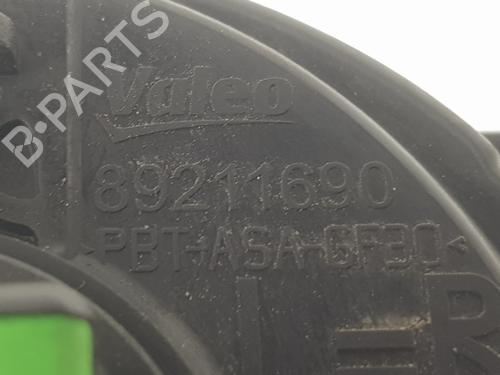 B-PARTS
Valeo
89211690
>PBT-ASA-GF30<
=R